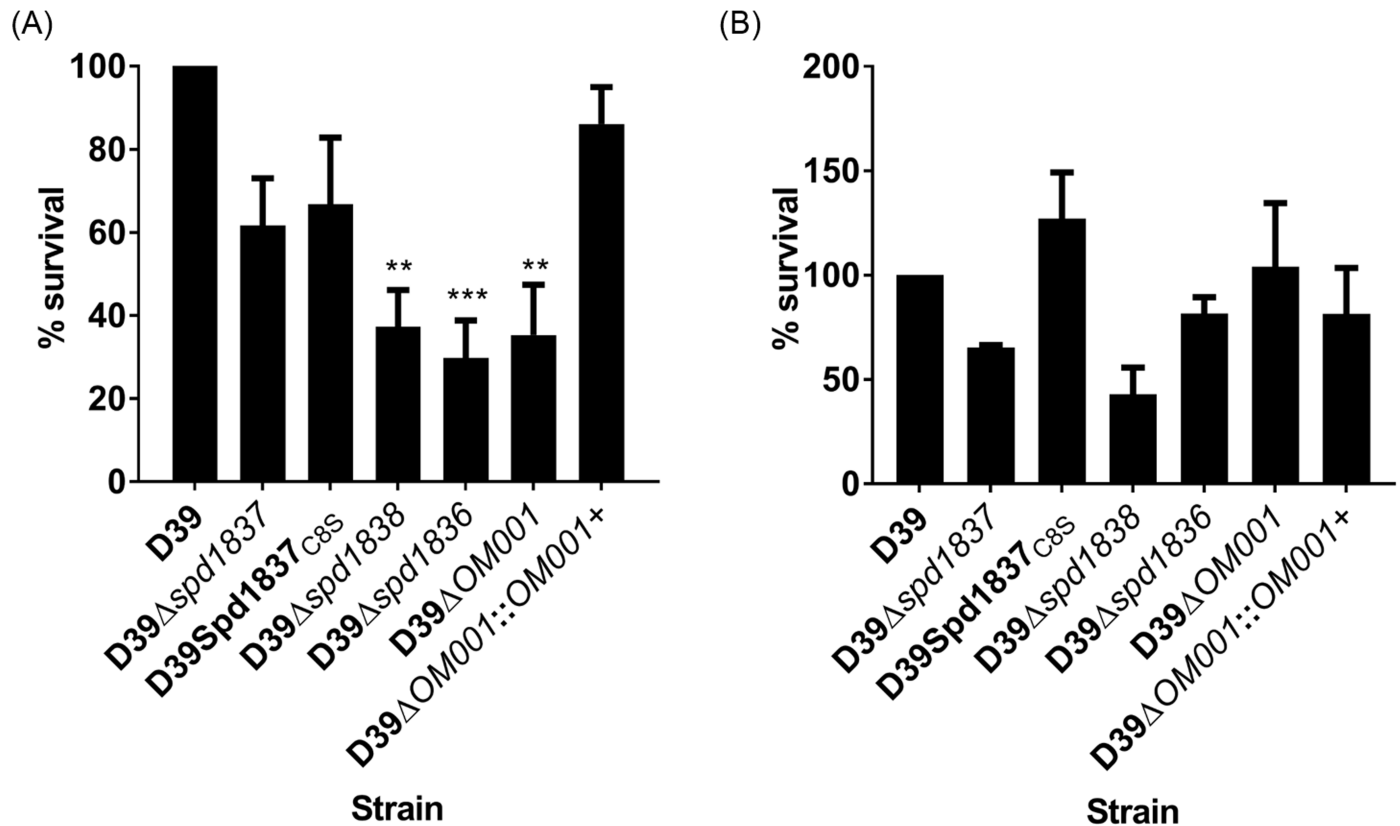 (A)
% survival
100
80
60
40
20
0
**
***
**
D39
D39Δspd1837
D39Spd1837C8S
D39Δspd1838
D39Δspd1836
D39ΔOM001
D39ΔOM001::OM001+
Strain
(B)
% survival
200
150
100
50
0
D39
D39Δspd1837
D39Spd1837C8S
D39Δspd1838
D39Δspd1836
D39ΔOM001
D39ΔOM001::OM001+
Strain